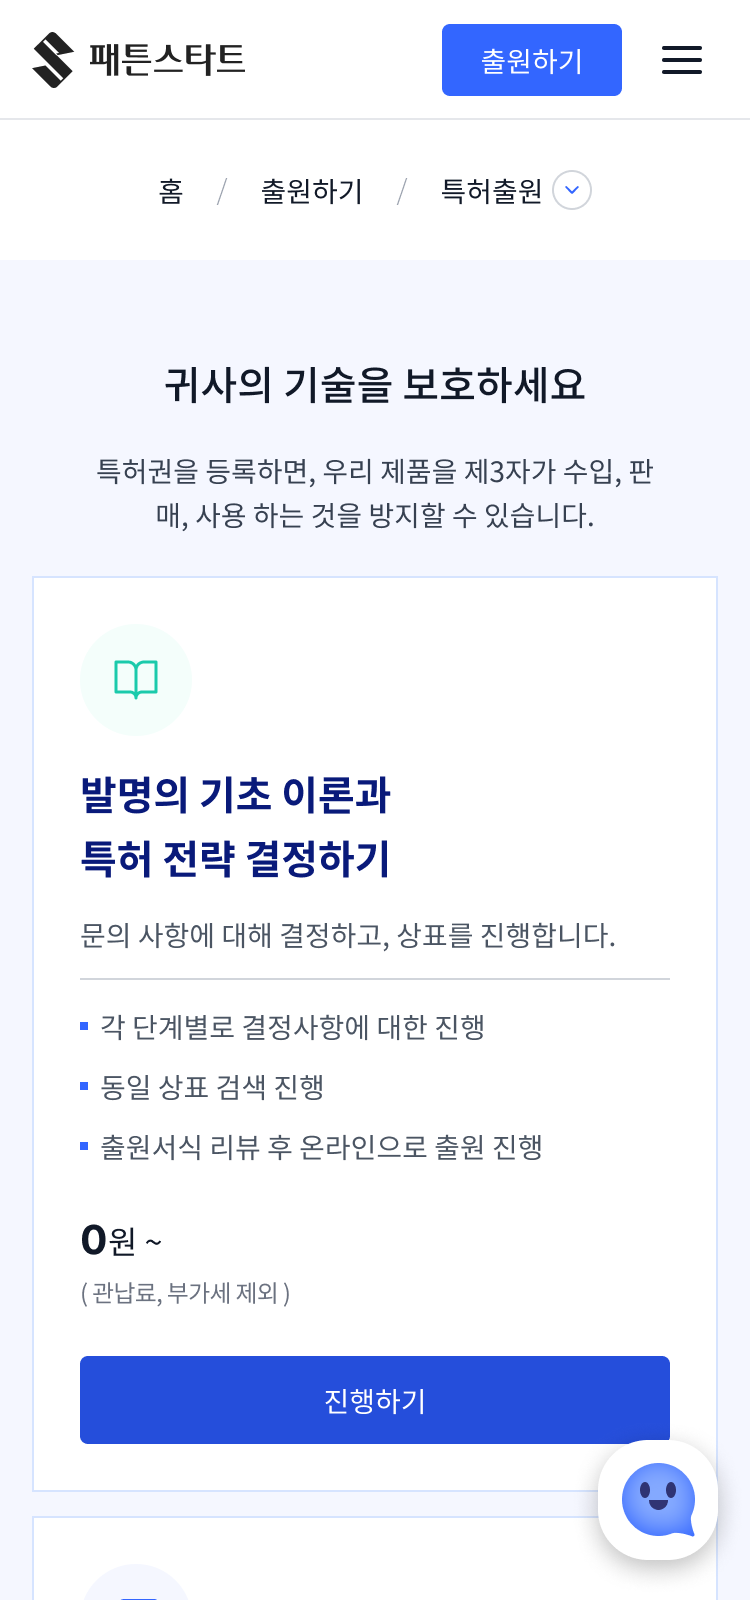 패튼스타트
출원하기
홈 / 출원하기 / 특허출원
귀사의 기술을 보호하세요
특허권을 등록하면, 우리 제품을 제3자가 수입, 판
매, 사용 하는 것을 방지할 수 있습니다.
발명의 기초 이론과
특허 전략 결정하기
문의 사항에 대해 결정하고, 상표를 진행합니다.
각 단계별로 결정사항에 대한 진행
동일 상표 검색 진행
출원서식 리뷰 후 온라인으로 출원 진행
0원 ~
( 관납료, 부가세 제외 )
진행하기